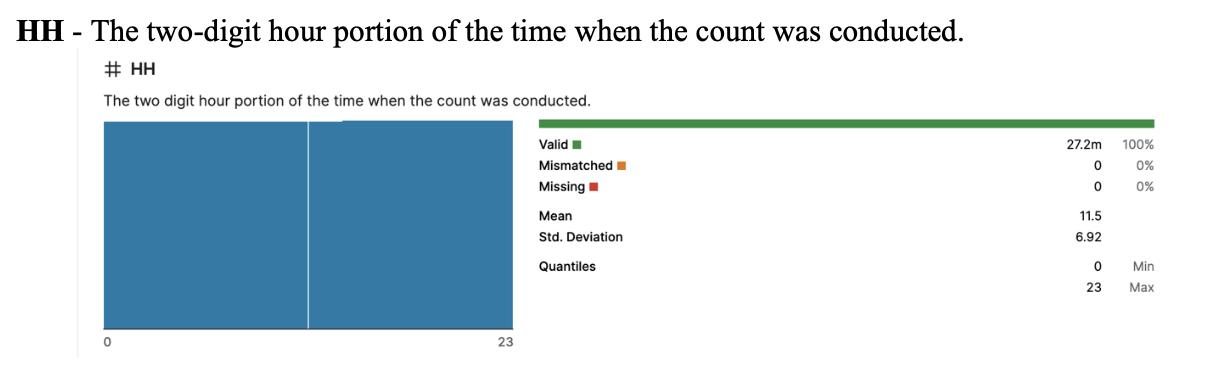 HH - The two-digit hour portion of the time when the count was conducted.
# HH
The two digit hour portion of the time when the count was conducted.
Valid 27.2m 100%
Mismatched 0 0%
Missing 0 0%
Mean 11.5
Std. Deviation 6.92
Quantiles 0 Min
23 Max
0 23